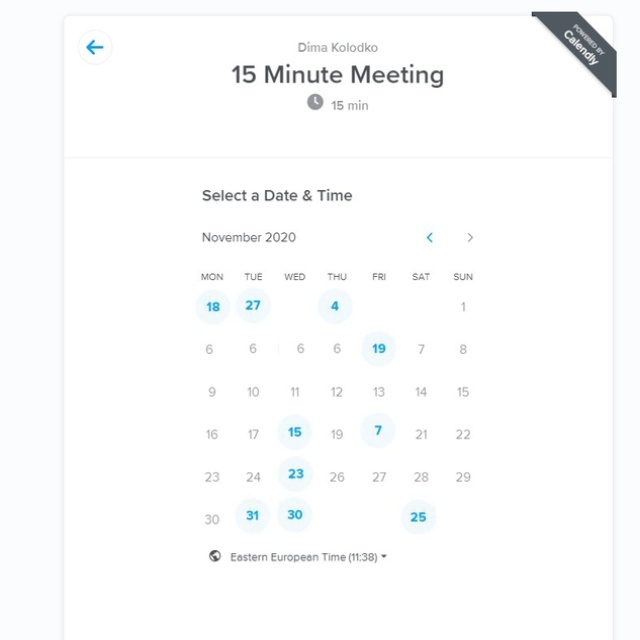 POWERED BY
Calendly
Dima Kolodko
15 Minute Meeting
15 min
Select a Date & Time
November 2020
MON TUE WED THU FRI SAT SUN
18 27 4 1
6 6 6 6 19 7 8
9 10 11 12 13 14 15
16 17 15 19 7 21 22
23 24 23 26 27 28 29
30 31 30 25
Eastern European Time (11:38)